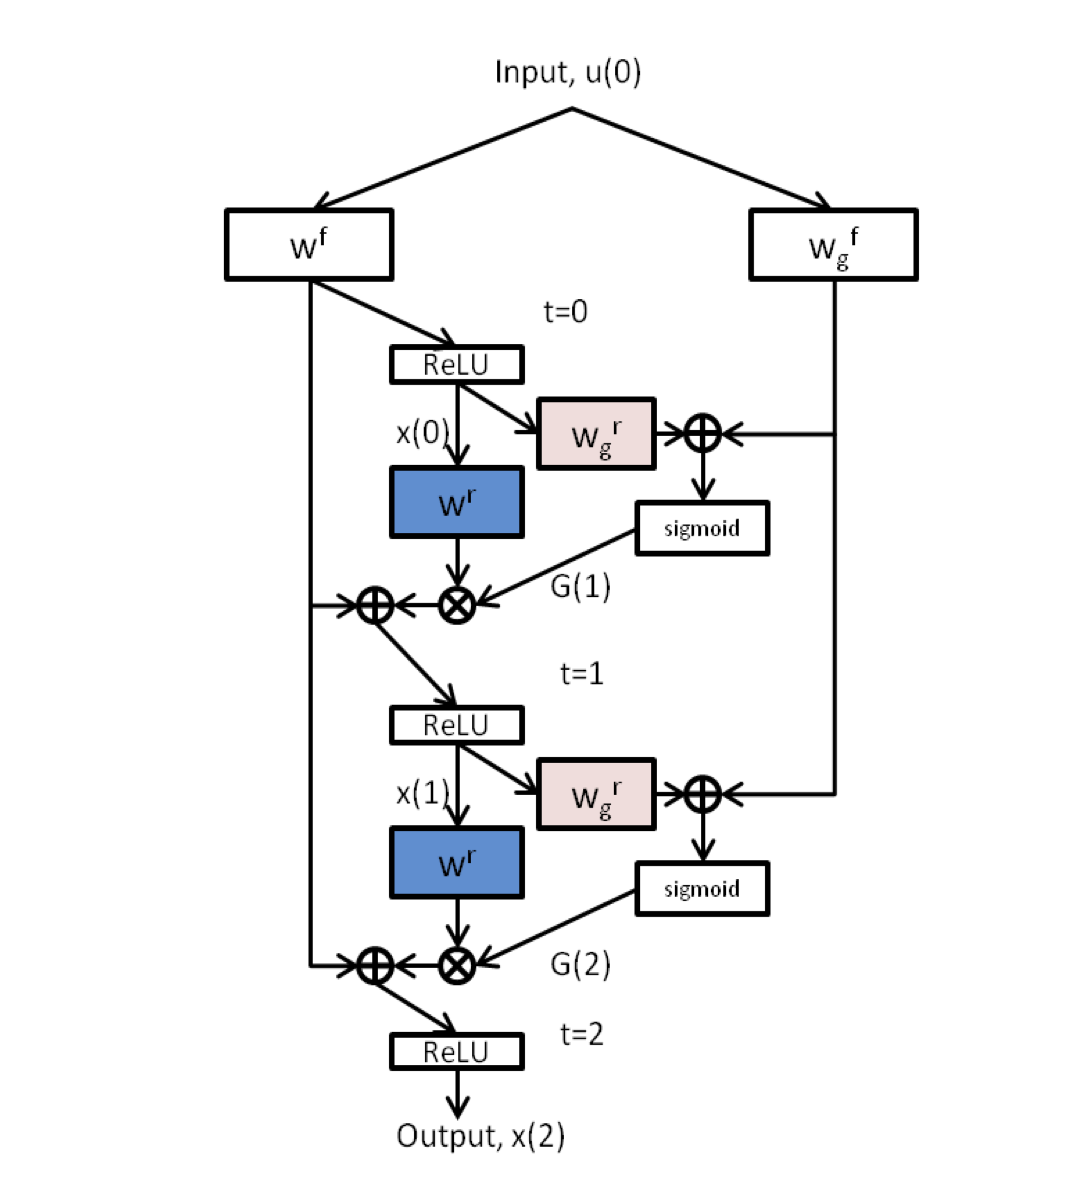 Input, u(0)
w^f
w_g^f
t=0
ReLU
x(0)
w_g^r
w^r
sigmoid
G(1)
t=1
ReLU
x(1)
w_g^r
w^r
sigmoid
G(2)
t=2
ReLU
Output, x(2)